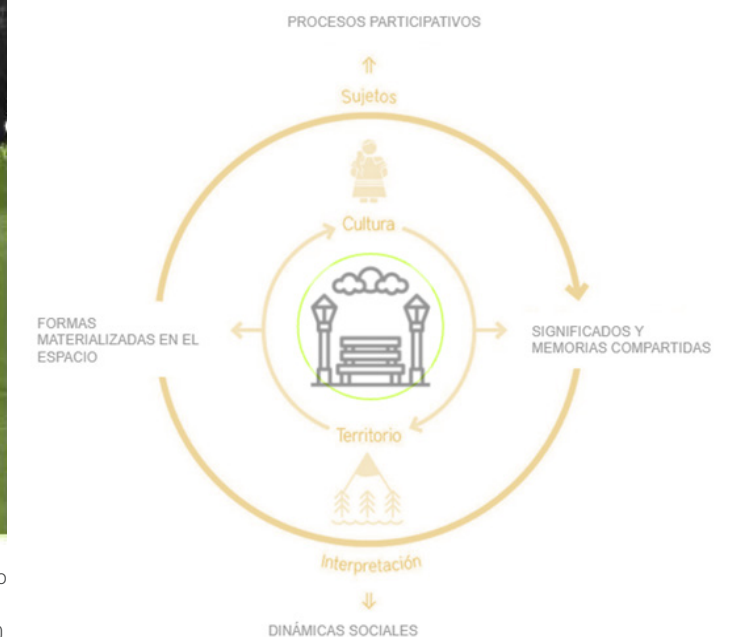 PROCESOS PARTICIPATIVOS
Sujetos
Cultura
FORMAS
MATERIALIZADAS EN EL
ESPACIO
SIGNIFICADOS Y
MEMORIAS COMPARTIDAS
Territorio
Interpretación
DINÁMICAS SOCIALES